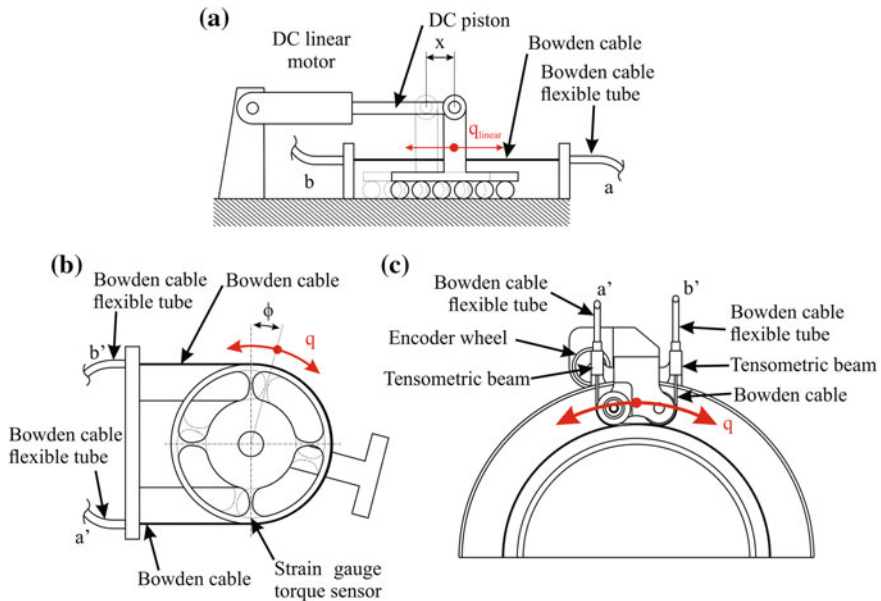 (a)
DC piston
DC linear
motor
x
Bowden cable
Bowden cable
flexible tube
q linear
b
a
(b)
Bowden cable
flexible tube
Bowden cable
ϕ
q
b'
Bowden cable
flexible tube
a'
Bowden cable
Strain gauge
torque sensor
(c)
Bowden cable
flexible tube
a'
b'
Bowden cable
flexible tube
Encoder wheel
Tensometric beam
Tensometric beam
Bowden cable
q